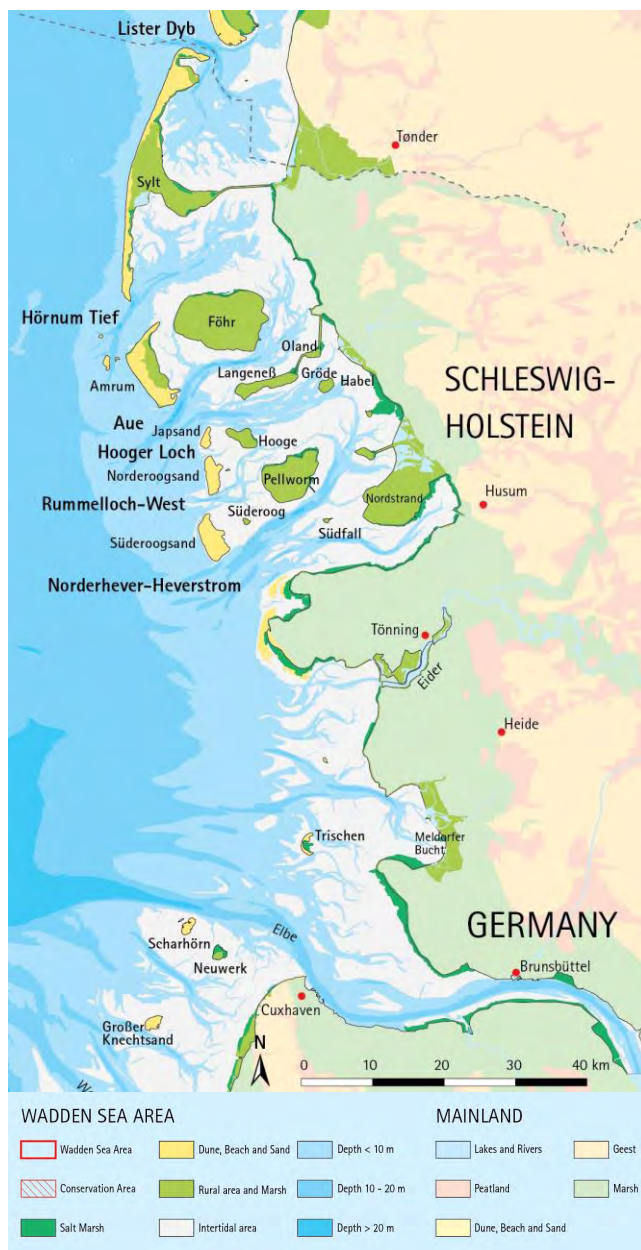 Lister Dyb
Tønder
Sylt
Hörnum Tief
Föhr
Oland
Langeneß
Gröde
Habel
Amrum
SCHLESWIG-
HOLSTEIN
Aue
Japsand
Hooge
Hooger Loch
Norderoogsand
Pellworm
Nordstrand
Husum
Rummelloch-West
Süderoog
Südfall
Süderoogsand
Norderhever-Heverstrom
Tönning
Eider
Heide
Trischen
Meldorfer
Bucht
GERMANY
Elbe
Scharhörn
Neuwerk
Brunsbüttel
Cuxhaven
Großer
Knechtsand
N
0 10 20 30 40 km
WADDEN SEA AREA
MAINLAND
Wadden Sea Area
Dune, Beach and Sand
Depth < 10 m
Lakes and Rivers
Geest
Conservation Area
Rural area and Marsh
Depth 10 - 20 m
Peatland
Marsh
Salt Marsh
Intertidal area
Depth > 20 m
Dune, Beach and Sand